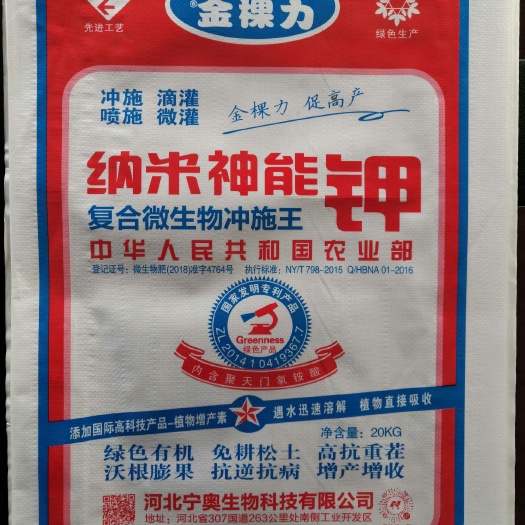 ®金稞力
先进工艺
绿色生产
冲施 滴灌
喷施 微灌
金稞力 促高产
纳米神能钾
复合微生物冲施王
中华人民共和国农业部
登记证号：微生物肥(2018)准字4764号 执行标准：NY/T 798-2015 Q/HBNA 01-2016
国家发明专利产品
Greenness
绿色产品
ZL 2014 1 0419367.7
内含聚天门氡铵酸
添加国际高科技产品-植物增产素
遇水迅速溶解 植物直接吸收
净含量：20KG
绿色有机 免耕松土 高抗重茬
沃根膨果 抗逆抗病 增产增收
河北宁奥生物科技有限公司
地址：河北省307国道263公里处南侧工业开发区